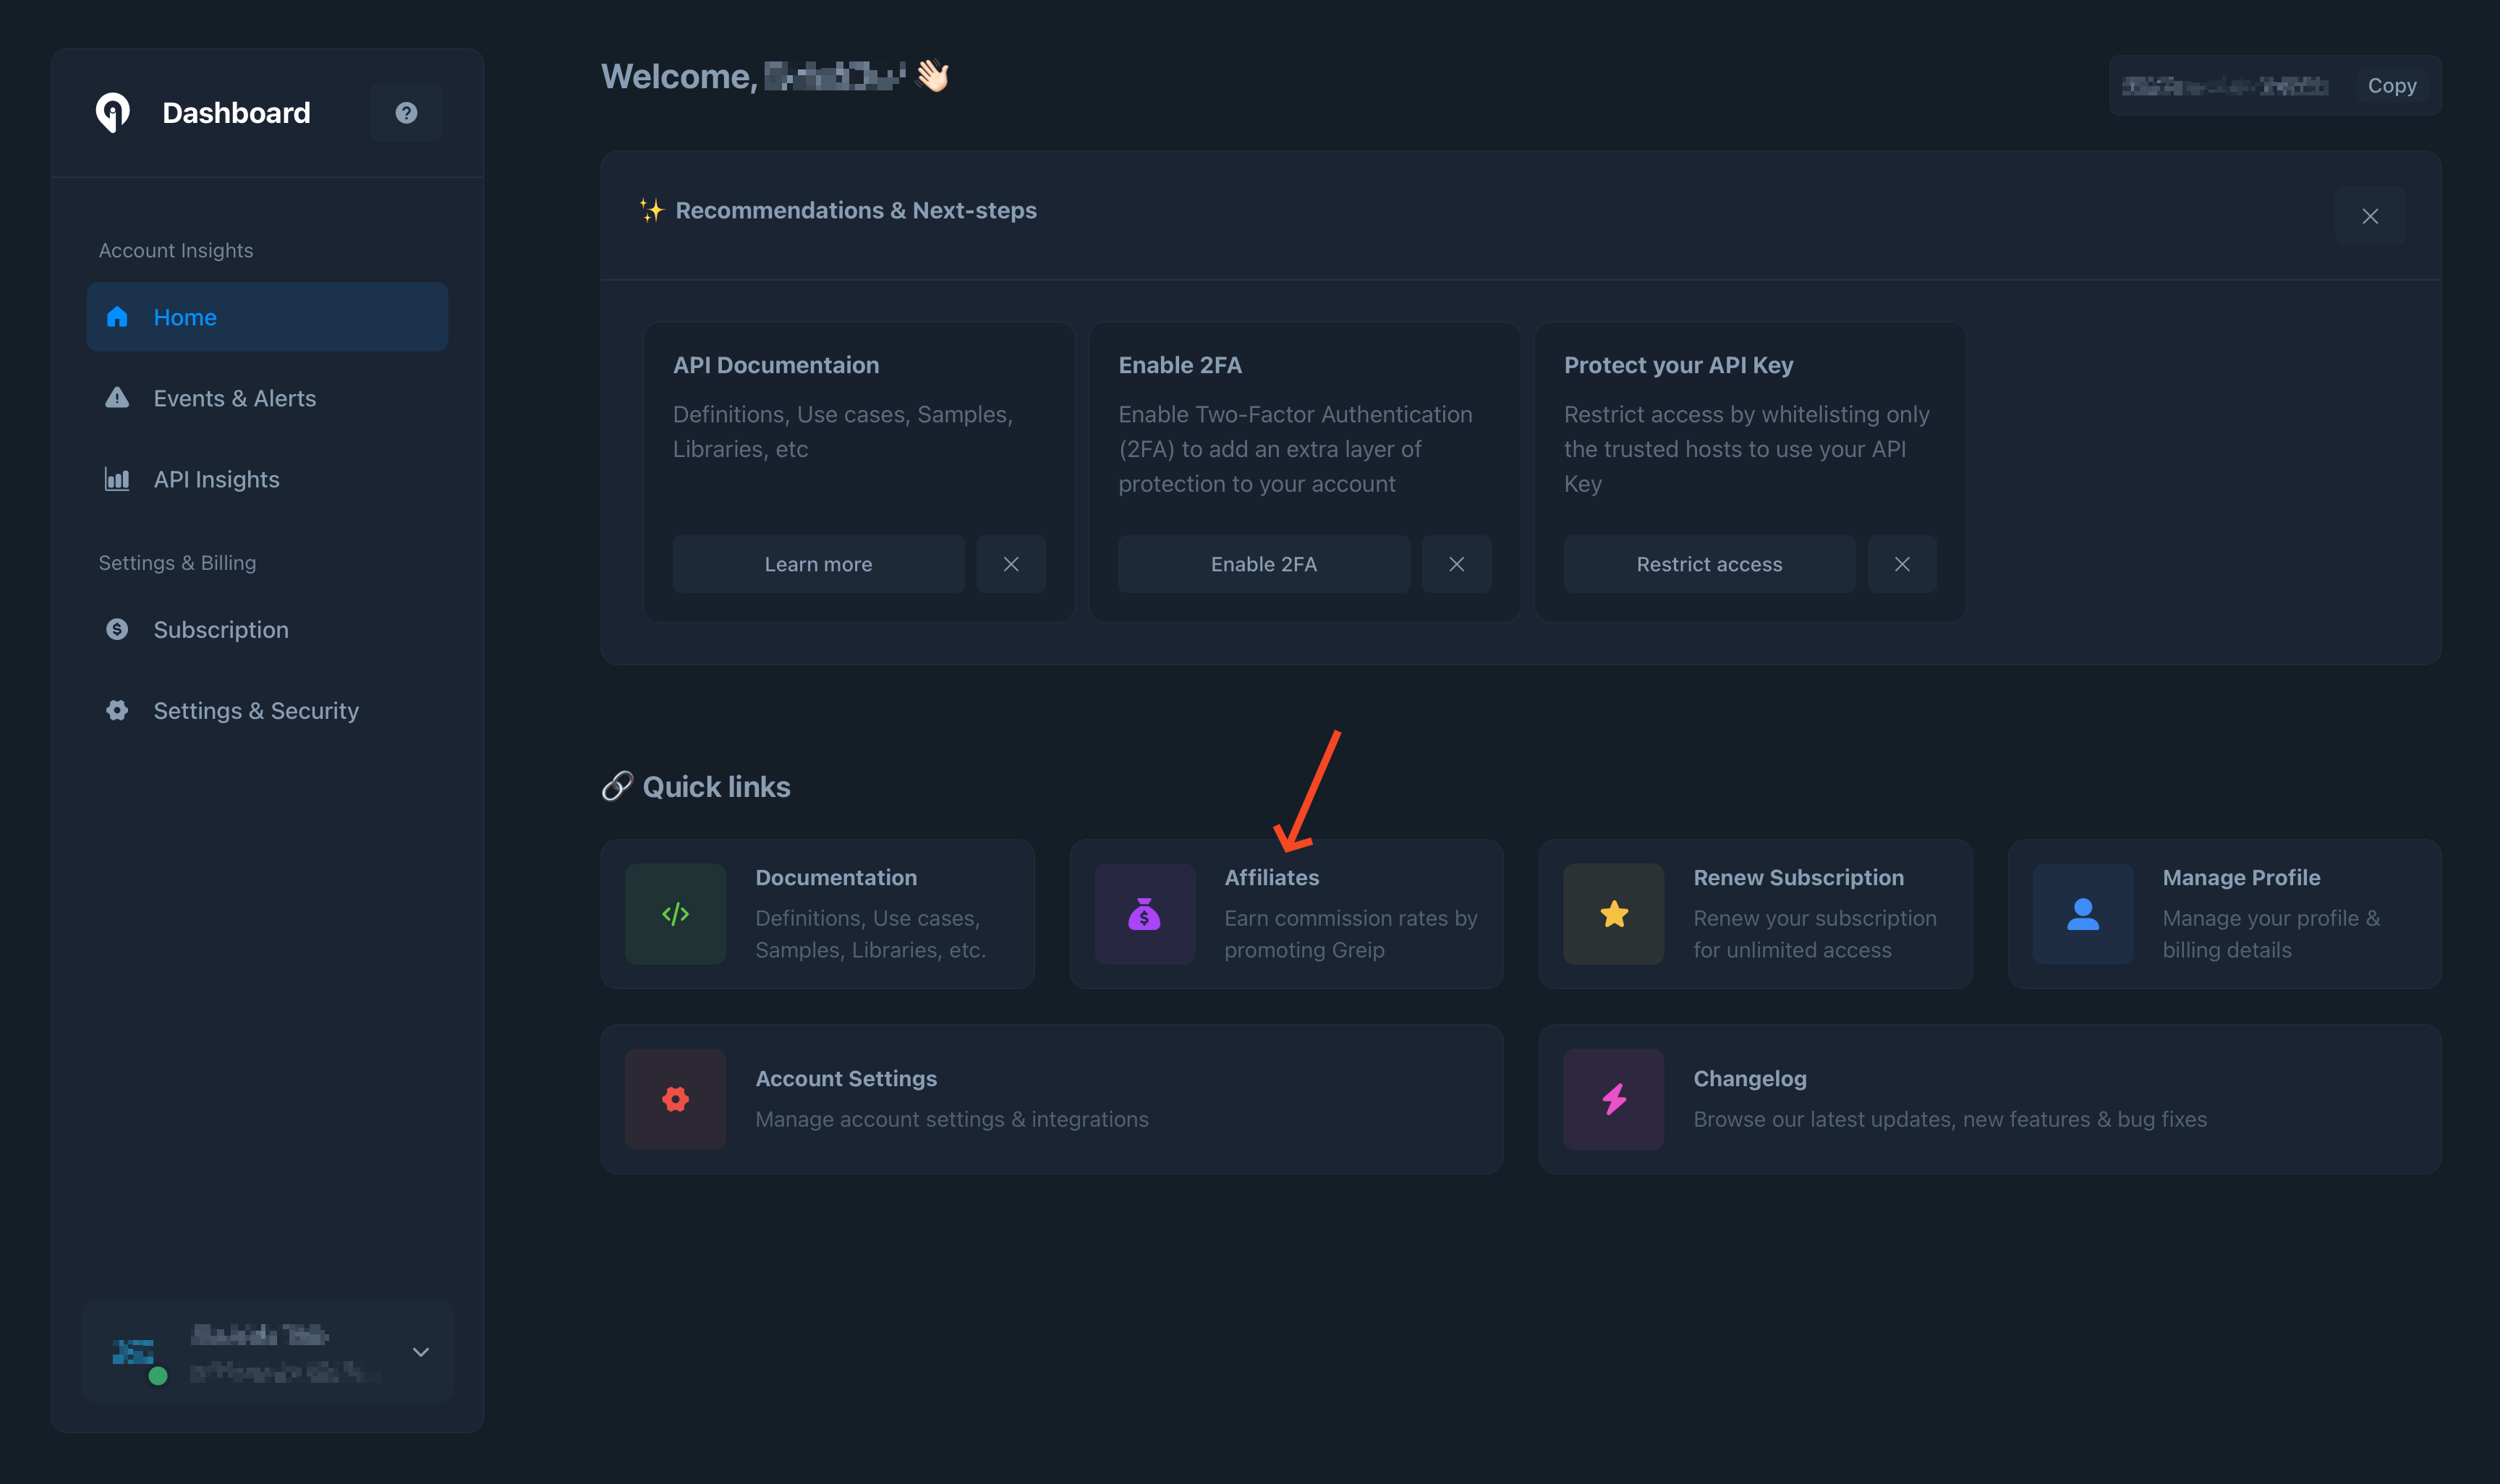 Dashboard
Account Insights
Home
Events & Alerts
API Insights
Settings & Billing
Subscription
Settings & Security
Welcome,
Copy
Recommendations & Next-steps
API Documentaion
Definitions, Use cases, Samples,
Libraries, etc
Learn more
Enable 2FA
Enable Two-Factor Authentication
(2FA) to add an extra layer of
protection to your account
Enable 2FA
Protect your API Key
Restrict access by whitelisting only
the trusted hosts to use your API
Key
Restrict access
Quick links
Documentation
Definitions, Use cases,
Samples, Libraries, etc.
Affiliates
Earn commission rates by
promoting Greip
Renew Subscription
Renew your subscription
for unlimited access
Manage Profile
Manage your profile &
billing details
Account Settings
Manage account settings & integrations
Changelog
Browse our latest updates, new features & bug fixes